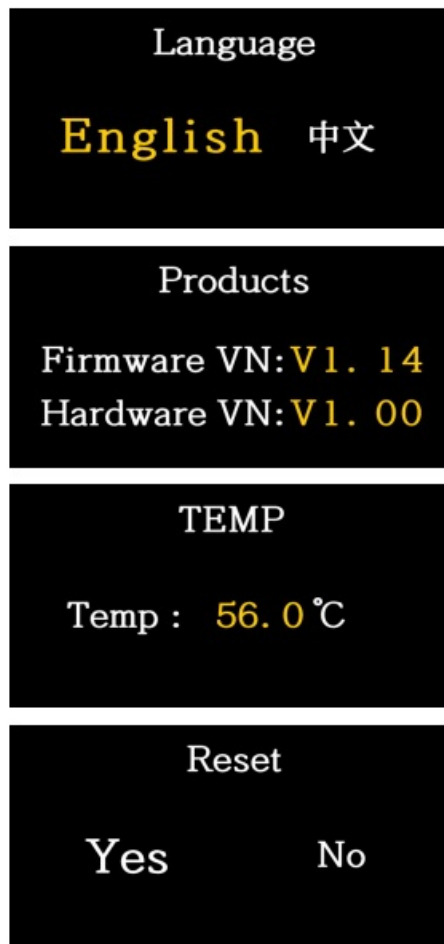 Language
English 中文
Products
Firmware VN:V1. 14
Hardware VN:V1. 00
TEMP
Temp : 56. 0℃
Reset
Yes No